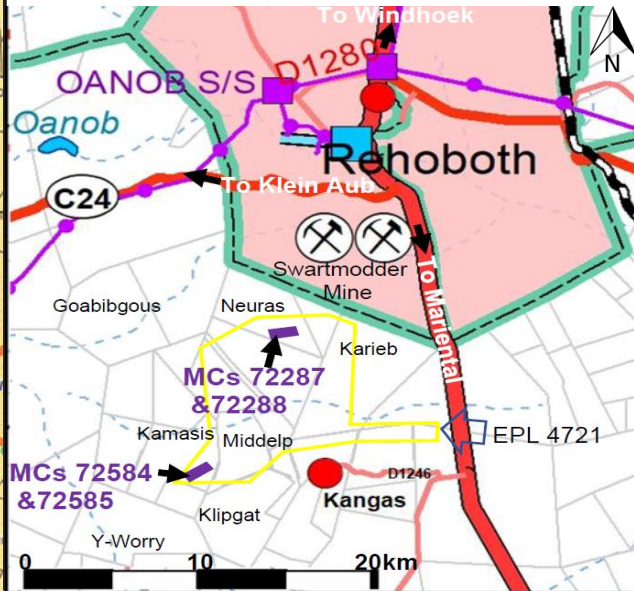 To Windhoek
N
D1280
OANOB S/S
Oanob
Rehoboth
To Klein Aub
C24
To Mariental
Swartmodder
Mine
Goabibgous
Neuras
Karieb
MCs 72287
&72288
Kamasis
Middelp
EPL 4721
MCs 72584
&72585
D1246
Kangas
Klipgat
Y-Worry
0 10 20km